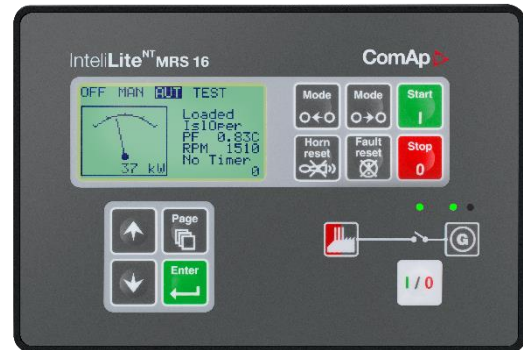 InteliLite NT MRS 16
ComAp
OFF MAN AUT TEST
Loaded
IslOper
PF 0.83C
RPM 1510
No Timer
0
37 kW
Mode
Mode
Start
I
Horn reset
Fault reset
Stop
0
Page
Enter
G
I / 0